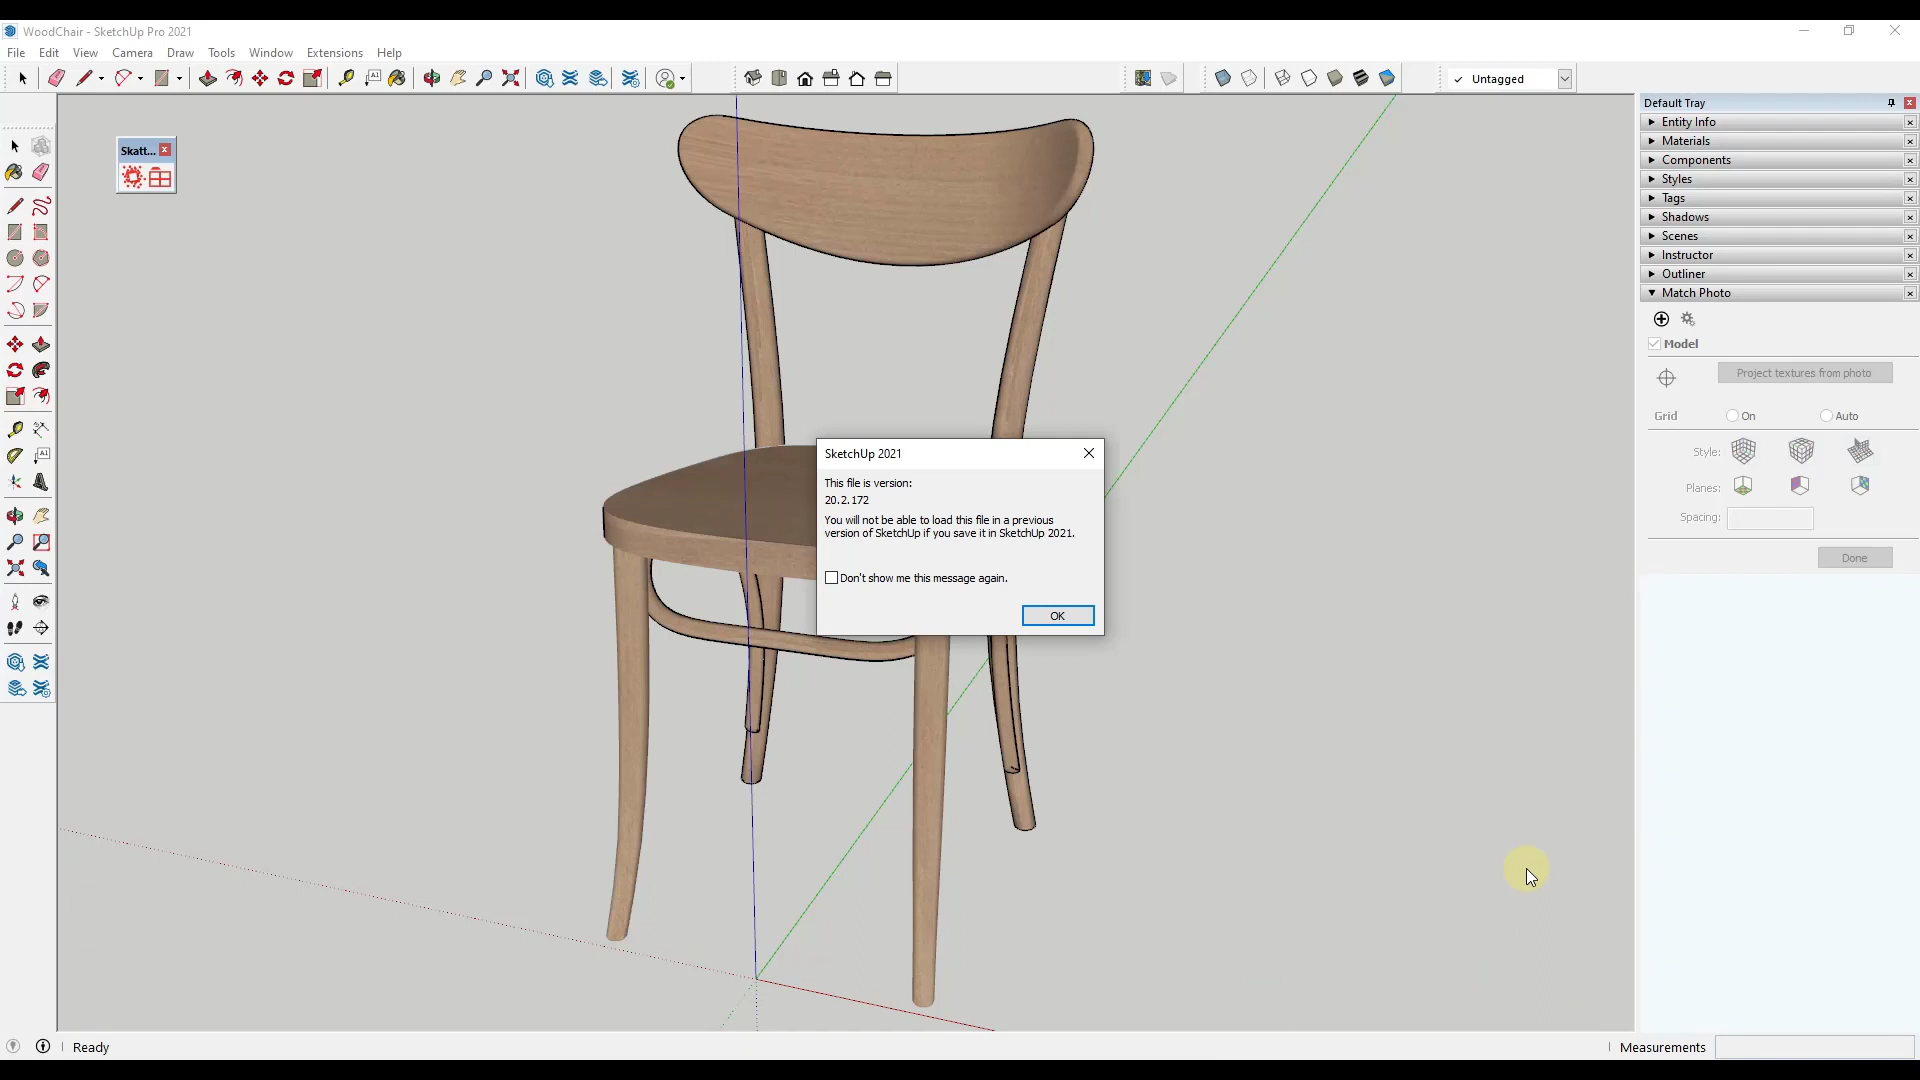 WoodChair - SketchUp Pro 2021
File Edit View Camera Draw Tools Window Extensions Help
Untagged
Skatt...
Default Tray
Entity Info
Materials
Components
Styles
Tags
Shadows
Scenes
Instructor
Outliner
Match Photo
Model
Project textures from photo
Grid On Auto
Style:
Planes:
Spacing:
Done
SketchUp 2021
This file is version:
20.2.172
You will not be able to load this file in a previous
version of SketchUp if you save it in SketchUp 2021.
Don't show me this message again.
OK
Ready
Measurements